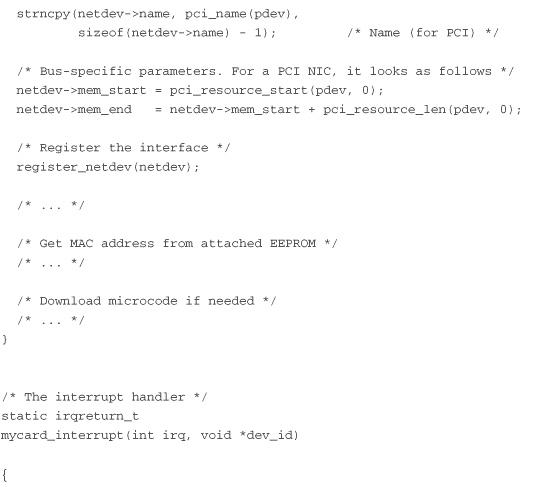 strncpy(netdev->name, pci_name(pdev),
sizeof(netdev->name) - 1); /* Name (for PCI) */
/* Bus-specific parameters. For a PCI NIC, it looks as follows */
netdev->mem_start = pci_resource_start(pdev, 0);
netdev->mem_end = netdev->mem_start + pci_resource_len(pdev, 0);
/* Register the interface */
register_netdev(netdev);
/* ... */
/* Get MAC address from attached EEPROM */
/* ... */
/* Download microcode if needed */
/* ... */
}
/* The interrupt handler */
static irqreturn_t
mycard_interrupt(int irq, void *dev_id)
{